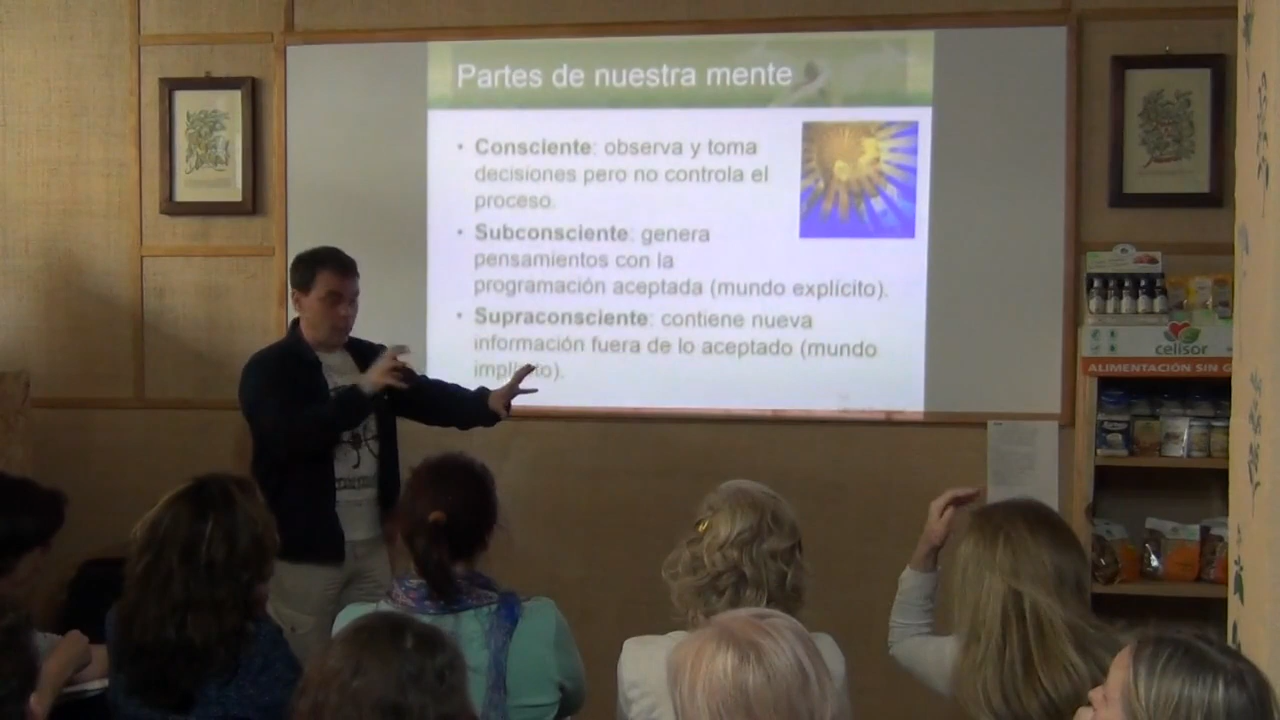 Partes de nuestra mente
• Consciente: observa y toma
decisiones pero no controla el
proceso.
• Subconsciente: genera
pensamientos con la
programación aceptada (mundo explícito).
• Supraconsciente: contiene nueva
información fuera de lo aceptado (mundo
implícito).
celisor
ALIMENTACIÓN SIN G